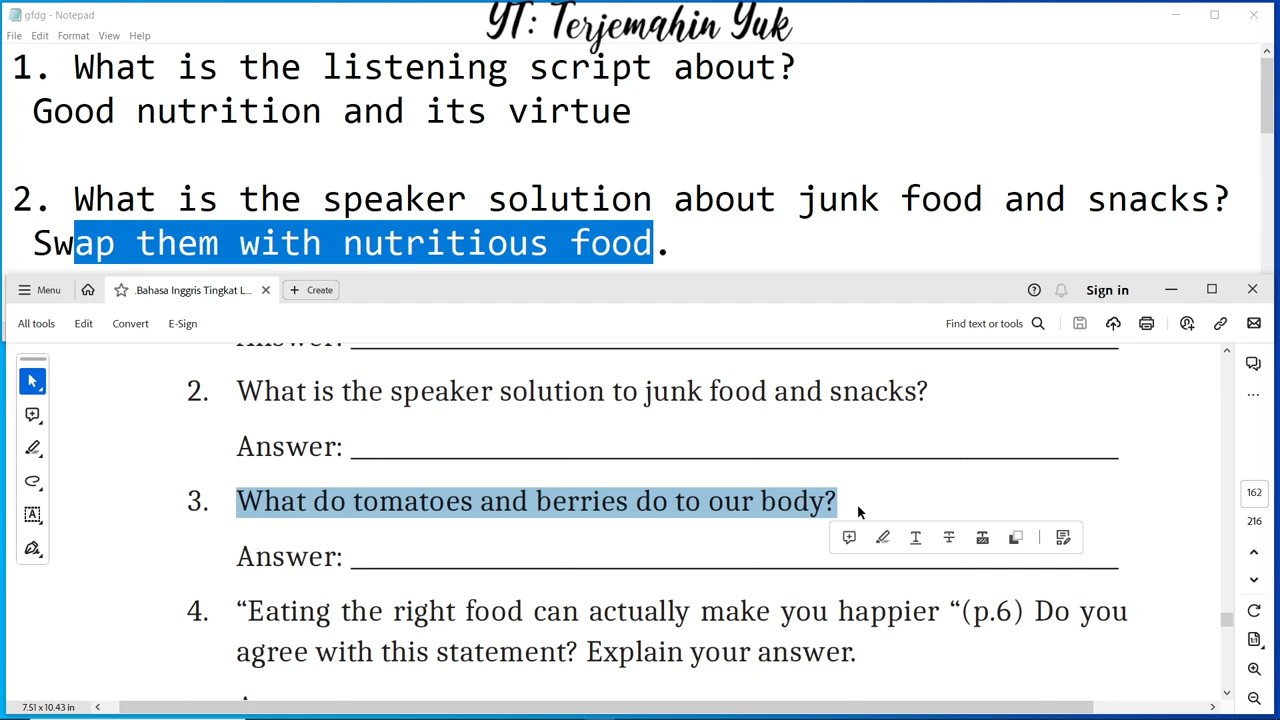 gfdg - Notepad
YT: Terjemahin Yuk
File Edit Format View Help
1. What is the listening script about?
Good nutrition and its virtue
2. What is the speaker solution about junk food and snacks?
Swap them with nutritious food.
Menu
.Bahasa Inggris Tingkat L...
Create
Sign in
All tools Edit Convert E-Sign
Find text or tools
2. What is the speaker solution to junk food and snacks?
Answer:
3. What do tomatoes and berries do to our body?
Answer:
4. “Eating the right food can actually make you happier “(p.6) Do you
agree with this statement? Explain your answer.
162
216
7.51 x 10.43 in